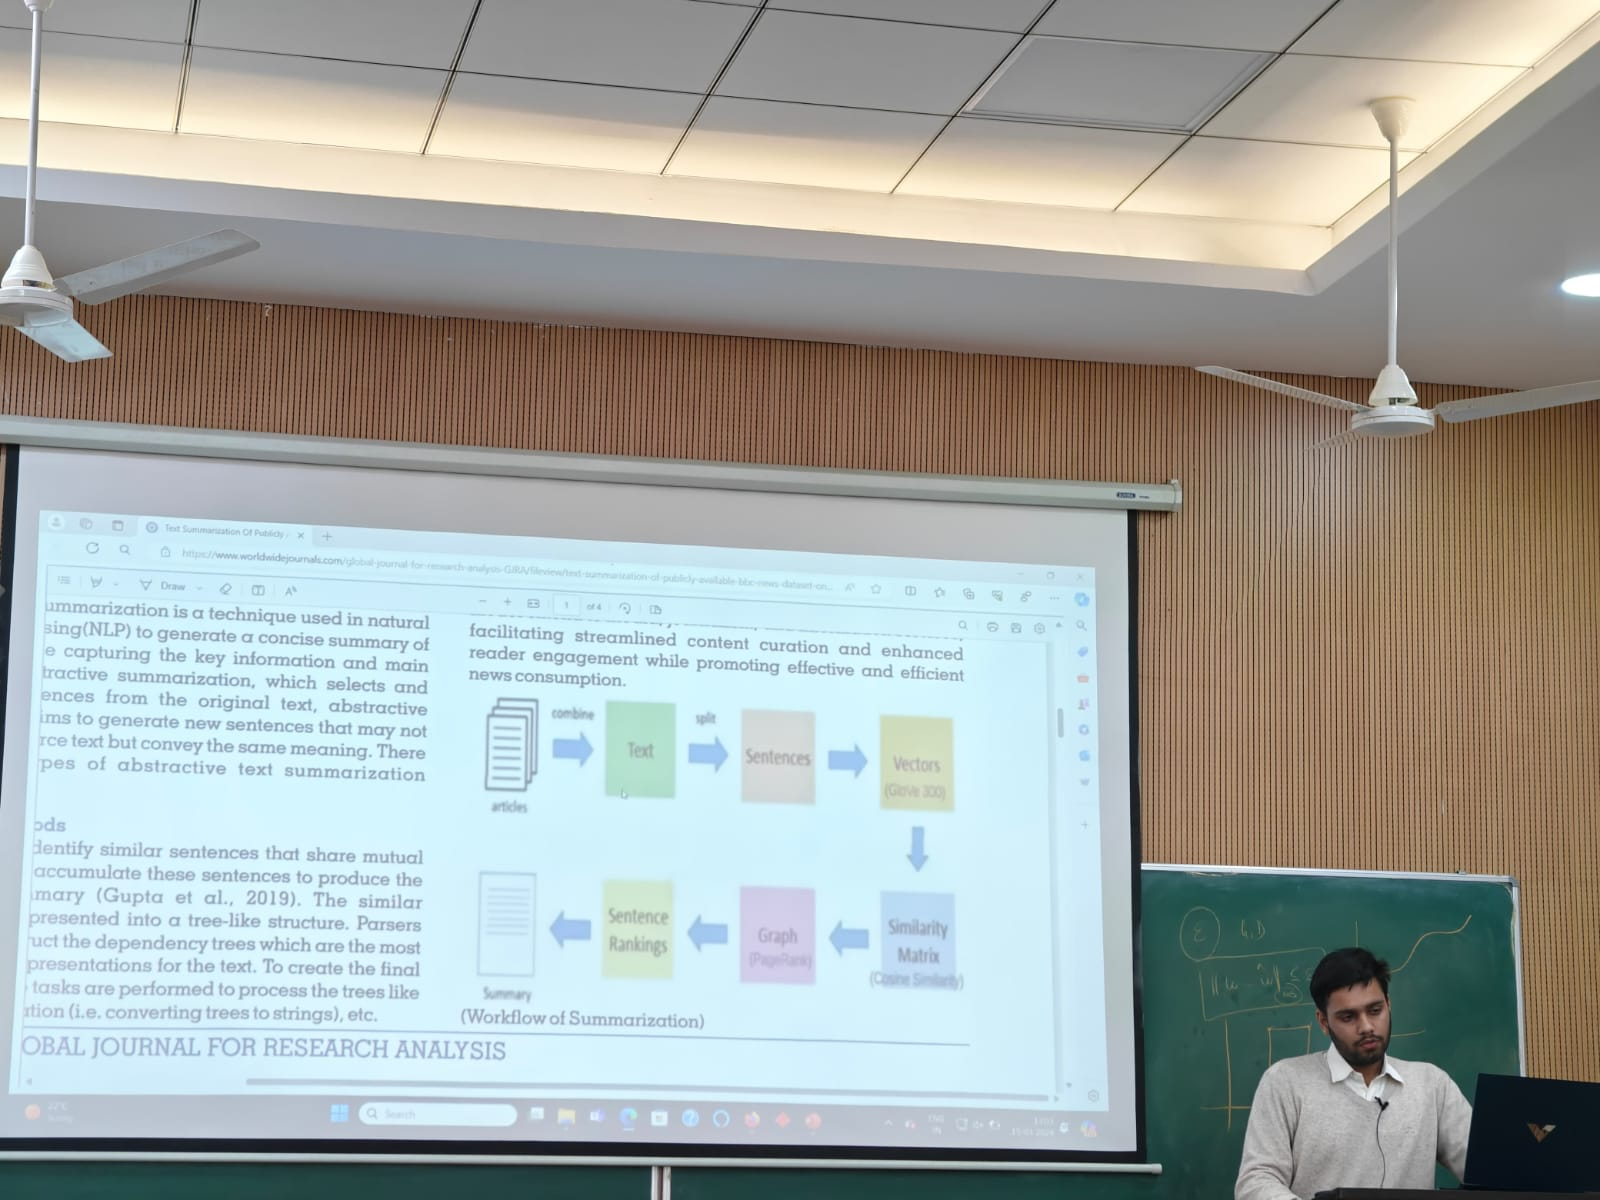 Text Summarization Of Publicly
https://www.worldwidejournals.com/global-journal-for-research-analysis-GJRA/fileview/text-summarization-of-publicly-available-bbc-news-dataset-on...
Draw
1 of 4
ummarization is a technique used in natural
sing(NLP) to generate a concise summary of
e capturing the key information and main
tractive summarization, which selects and
ences from the original text, abstractive
ims to generate new sentences that may not
rce text but convey the same meaning. There
pes of abstractive text summarization
ods
dentify similar sentences that share mutual
accumulate these sentences to produce the
mary (Gupta et al., 2019). The similar
presented into a tree-like structure. Parsers
uct the dependency trees which are the most
presentations for the text. To create the final
tasks are performed to process the trees like
ation (i.e. converting trees to strings), etc.
facilitating streamlined content curation and enhanced
reader engagement while promoting effective and efficient
news consumption.
articles
combine
Text
split
Sentences
Vectors
(GloVe 300)
Similarity
Matrix
(Cosine Similarity)
Graph
(PageRank)
Sentence
Rankings
Summary
(Workflow of Summarization)
OBAL JOURNAL FOR RESEARCH ANALYSIS
22°C
Search
ENG
IN
G.D